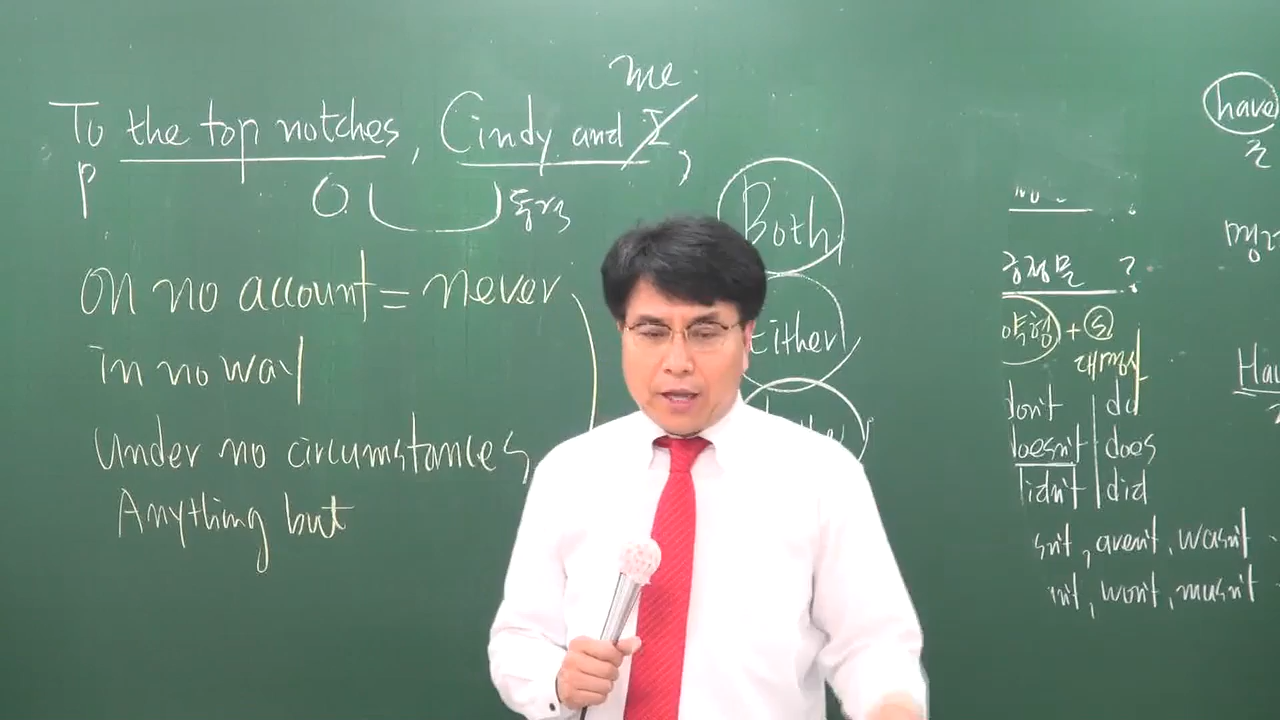 me
To the top notches, Cindy and I,
P O 동격
on no account = never
in no way
under no circumstances
Anything but
Both
Either
긍정문 ?
약형 + ⓢ
대명사
don't do
doesn't does
didn't did
isn't, aren't, wasn't
won't, musn't
have